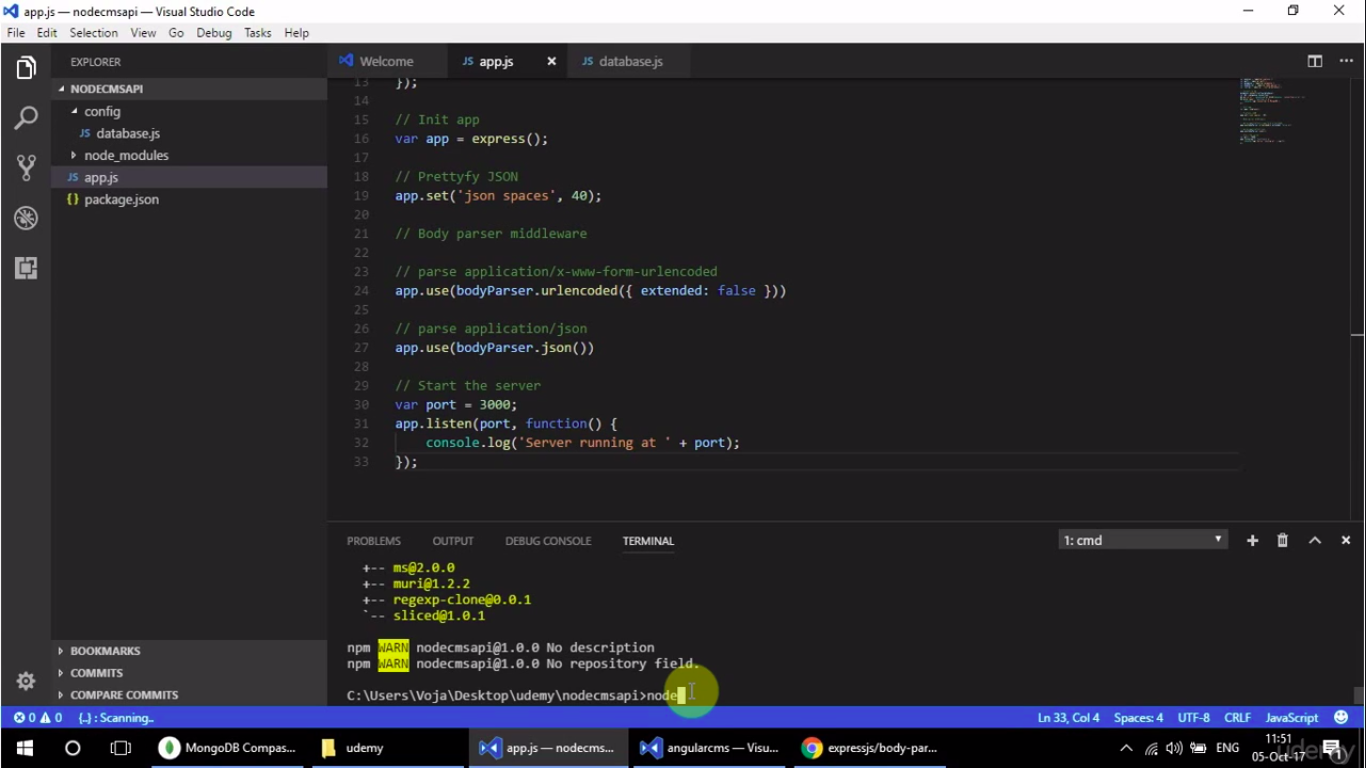 app.js — nodecmsapi — Visual Studio Code
File Edit Selection View Go Debug Tasks Help
EXPLORER
NODECMSAPI
config
JS database.js
node_modules
JS app.js
{} package.json
BOOKMARKS
COMMITS
COMPARE COMMITS
Welcome JS app.js JS database.js
13 });
14
15 // Init app
16 var app = express();
17
18 // Prettyfy JSON
19 app.set('json spaces', 40);
20
21 // Body parser middleware
22
23 // parse application/x-www-form-urlencoded
24 app.use(bodyParser.urlencoded({ extended: false }))
25
26 // parse application/json
27 app.use(bodyParser.json())
28
29 // Start the server
30 var port = 3000;
31 app.listen(port, function() {
32 console.log('Server running at ' + port);
33 });
PROBLEMS OUTPUT DEBUG CONSOLE TERMINAL 1: cmd
+-- ms@2.0.0
+-- muri@1.2.2
+-- regexp-clone@0.0.1
`-- sliced@1.0.1
npm WARN nodecmsapi@1.0.0 No description
npm WARN nodecmsapi@1.0.0 No repository field.
C:\Users\Voja\Desktop\udemy\nodecmsapi>node
0 0 {..} : Scanning.. Ln 33, Col 4 Spaces: 4 UTF-8 CRLF JavaScript
MongoDB Compas... udemy app.js — nodecms... angularcms — Visu... expressjs/body-par... ENG 11:51
05-Oct-17
udemy